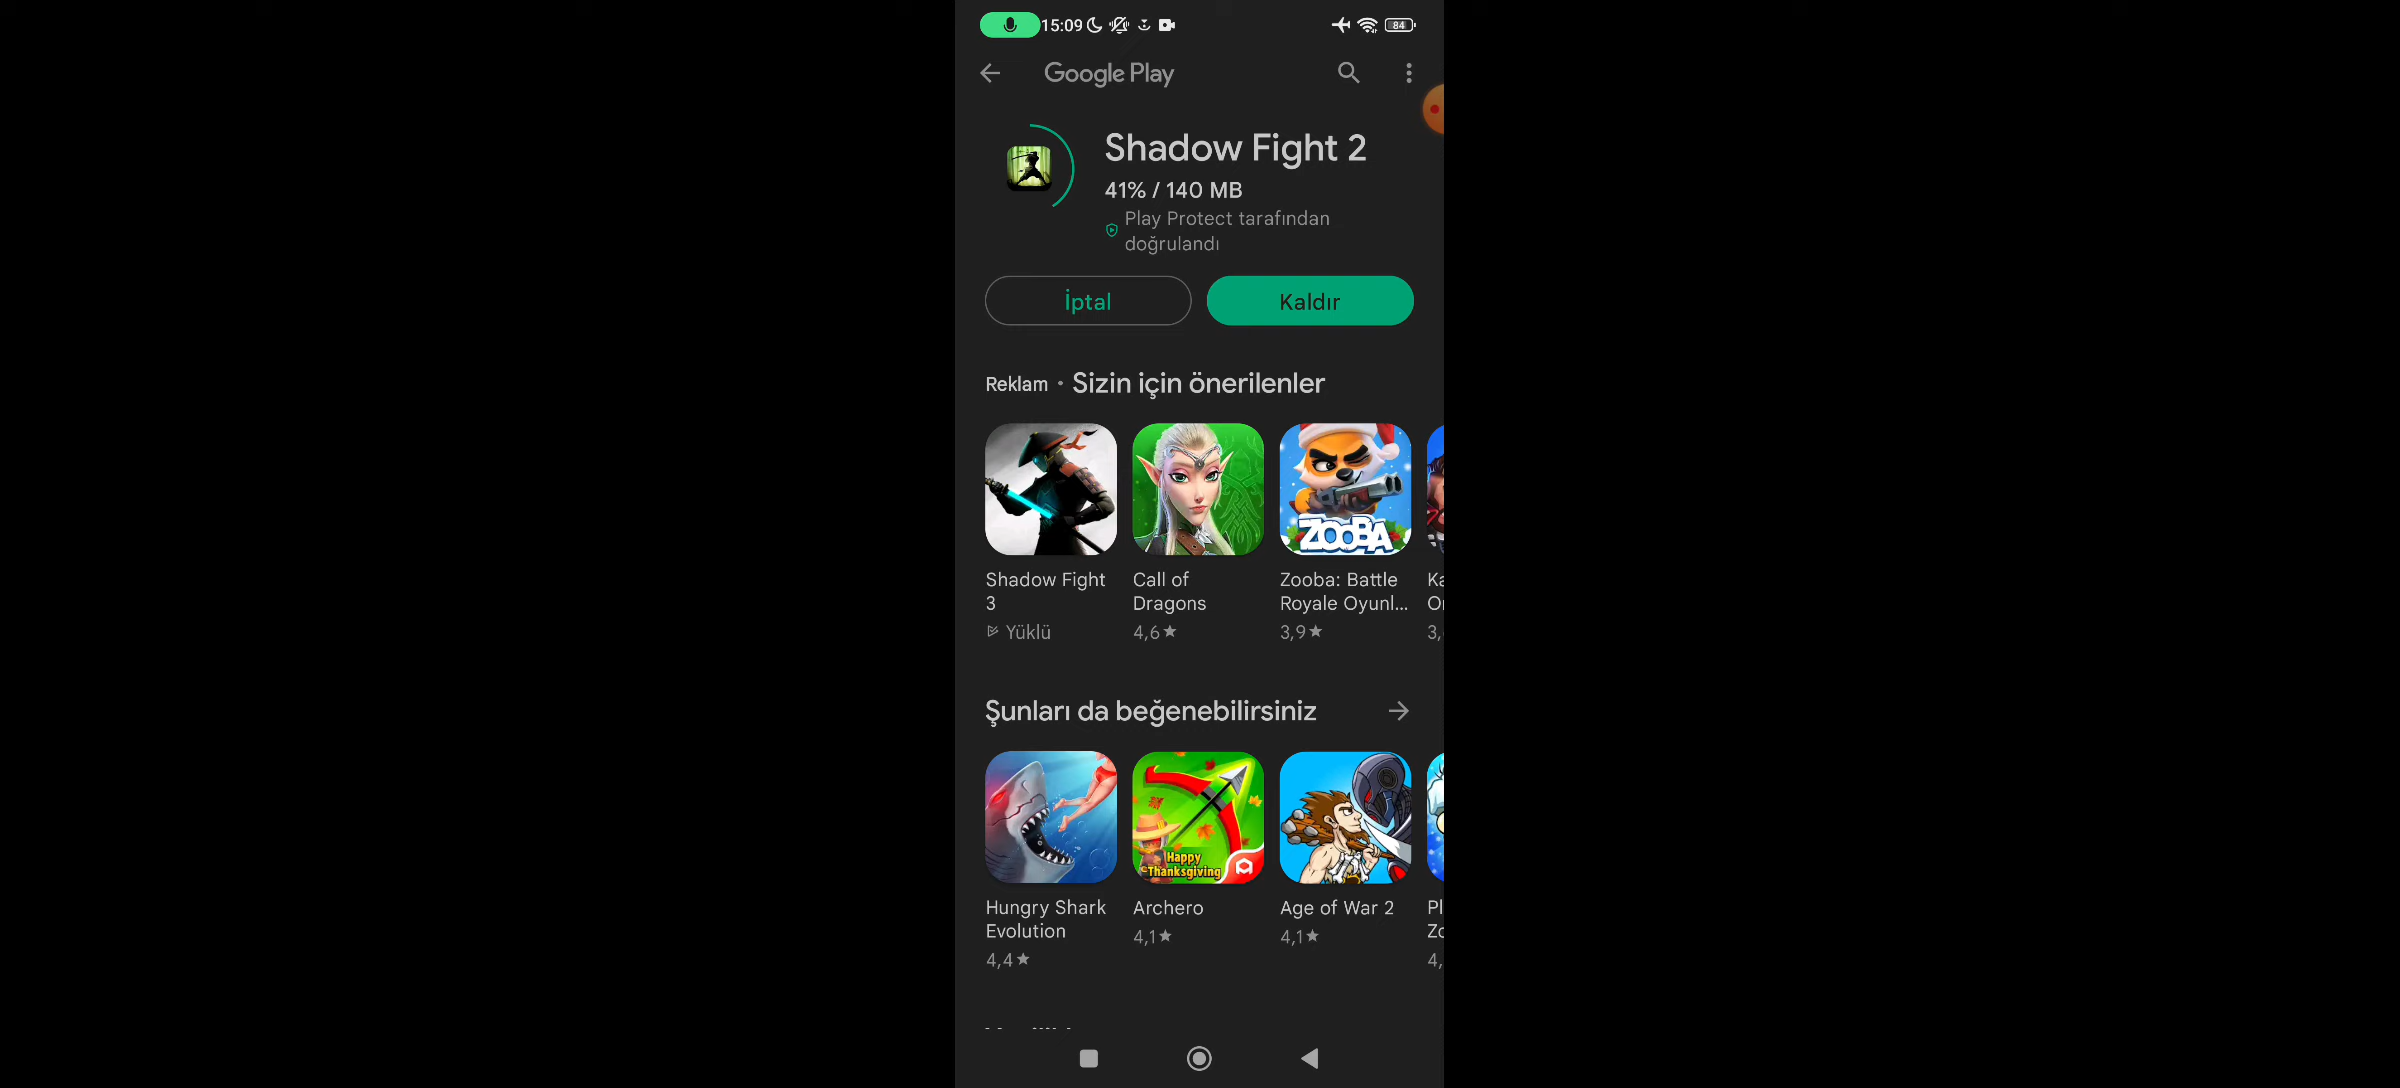 15:09
84
Google Play
Shadow Fight 2
41% / 140 MB
Play Protect tarafından
doğrulandı
İptal
Kaldır
Reklam • Sizin için önerilenler
ZOOBA
Shadow Fight
3
Yüklü
Call of
Dragons
4,6★
Zooba: Battle
Royale Oyunl...
3,9★
Şunları da beğenebilirsiniz
Happy
Thanksgiving
Hungry Shark
Evolution
4,4★
Archero
4,1★
Age of War 2
4,1★